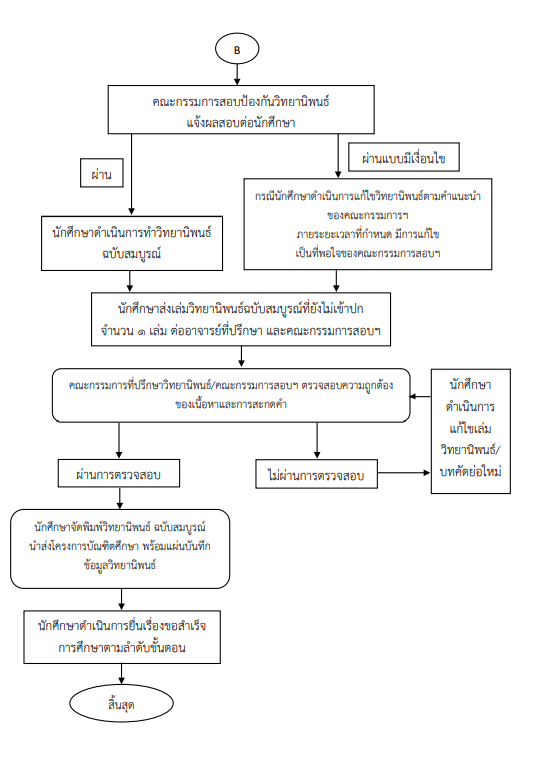 B
คณะกรรมการสอบป้องกันวิทยานิพนธ์
แจ้งผลสอบต่อนักศึกษา
ผ่าน
ผ่านแบบมีเงื่อนไข
นักศึกษาดำเนินการทำวิทยานิพนธ์
ฉบับสมบูรณ์
กรณีนักศึกษาดำเนินการแก้ไขวิทยานิพนธ์ตามคำแนะนำ
ของคณะกรรมการฯ
ภายระยะเวลาที่กำหนด มีการแก้ไข
เป็นที่พอใจของคณะกรรมการสอบฯ
นักศึกษาส่งเล่มวิทยานิพนธ์ฉบับสมบูรณ์ที่ยังไม่เข้าปก
จำนวน ๑ เล่ม ต่ออาจารย์ที่ปรึกษา และคณะกรรมการสอบฯ
คณะกรรมการที่ปรึกษาวิทยานิพนธ์/คณะกรรมการสอบฯ ตรวจสอบความถูกต้อง
ของเนื้อหาและการสะกดคำ
นักศึกษา
ดำเนินการ
แก้ไขเล่ม
วิทยานิพนธ์/
บทคัดย่อใหม่
ผ่านการตรวจสอบ
ไม่ผ่านการตรวจสอบ
นักศึกษาจัดพิมพ์วิทยานิพนธ์ ฉบับสมบูรณ์
นำส่งโครงการบัณฑิตศึกษา พร้อมแผ่นบันทึก
ข้อมูลวิทยานิพนธ์
นักศึกษาดำเนินการยื่นเรื่องขอสำเร็จ
การศึกษาตามลำดับขั้นตอน
สิ้นสุด